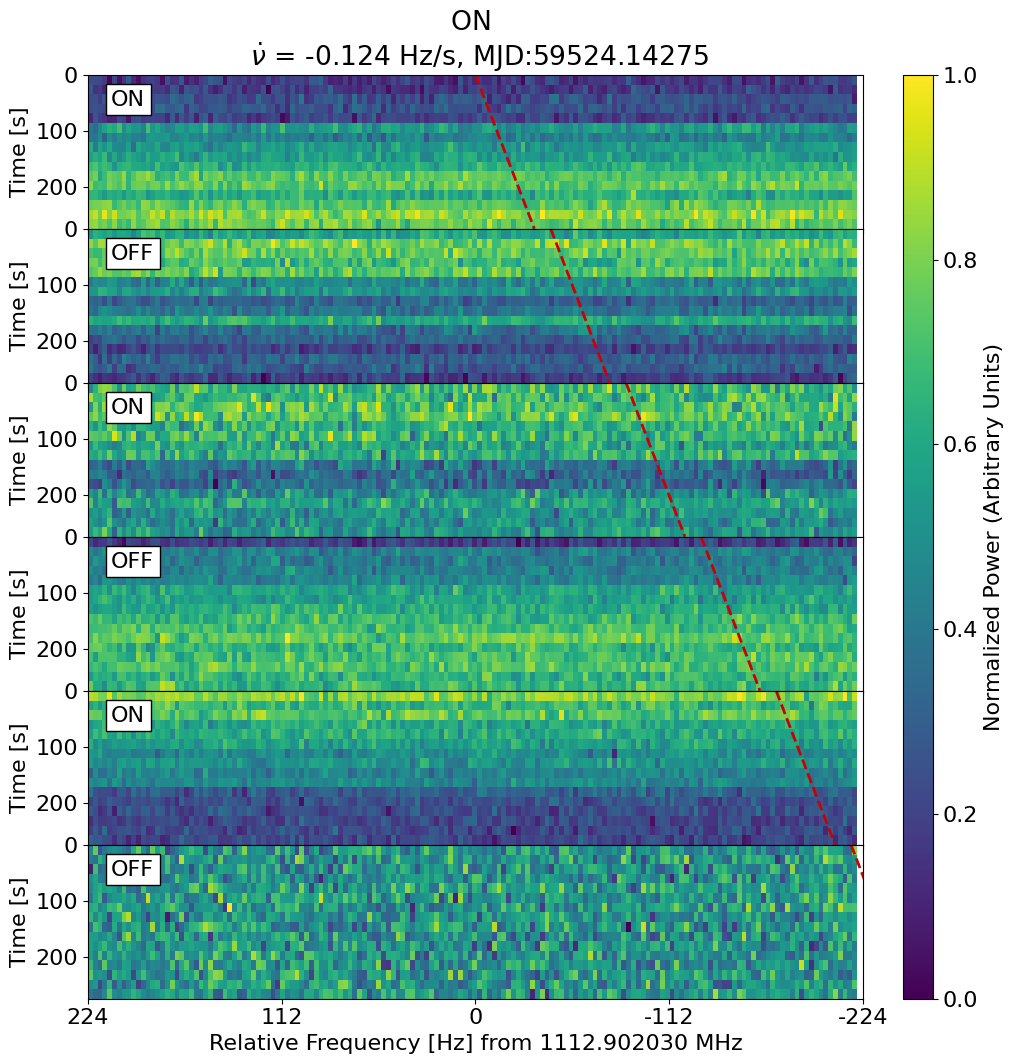 ON
ν̇ = -0.124 Hz/s, MJD:59524.14275
0
ON
100
200
Time [s]
0
OFF
100
200
Time [s]
0
ON
100
200
Time [s]
0
OFF
100
200
Time [s]
0
ON
100
200
Time [s]
0
OFF
100
200
Time [s]
224 112 0 -112 -224
Relative Frequency [Hz] from 1112.902030 MHz
1.0
0.8
0.6
0.4
0.2
0.0
Normalized Power (Arbitrary Units)